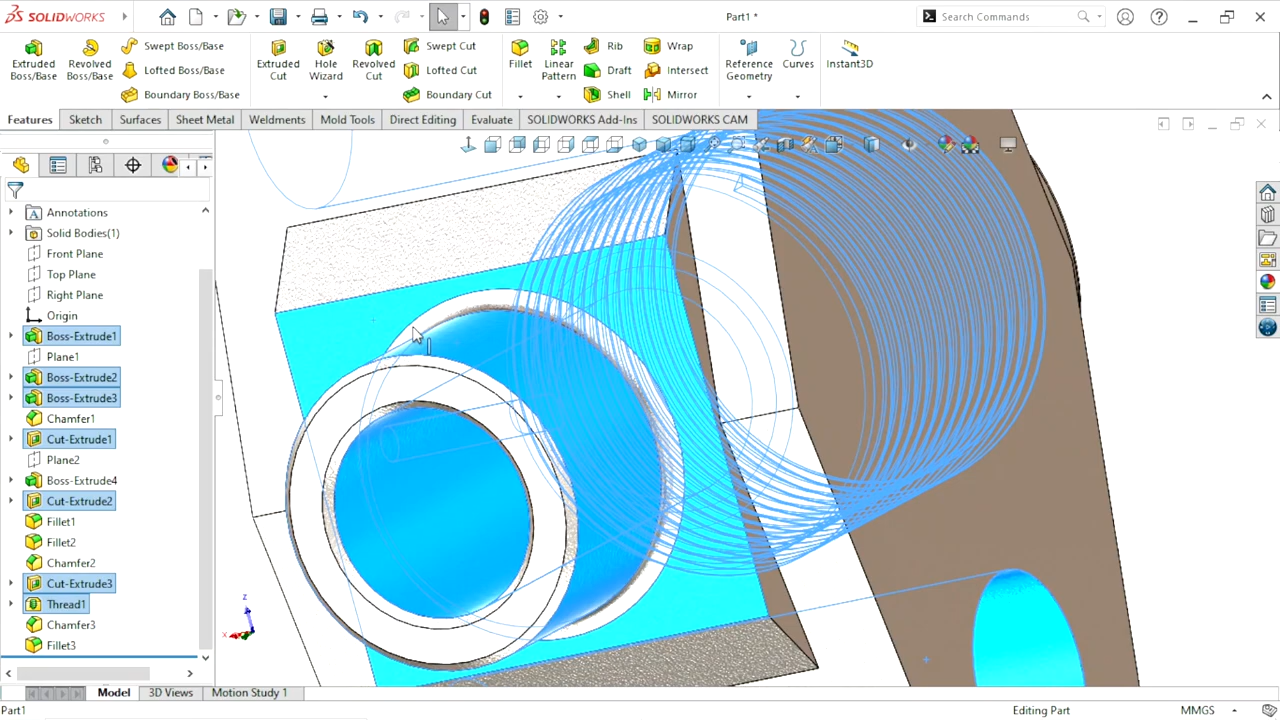 SOLIDWORKS
Part1 *
Search Commands
Extruded Boss/Base
Revolved Boss/Base
Swept Boss/Base
Lofted Boss/Base
Boundary Boss/Base
Extruded Cut
Hole Wizard
Revolved Cut
Swept Cut
Lofted Cut
Boundary Cut
Fillet
Linear Pattern
Rib
Draft
Shell
Wrap
Intersect
Mirror
Reference Geometry
Curves
Instant3D
Features
Sketch
Surfaces
Sheet Metal
Weldments
Mold Tools
Direct Editing
Evaluate
SOLIDWORKS Add-Ins
SOLIDWORKS CAM
Annotations
Solid Bodies(1)
Front Plane
Top Plane
Right Plane
Origin
Boss-Extrude1
Plane1
Boss-Extrude2
Boss-Extrude3
Chamfer1
Cut-Extrude1
Plane2
Boss-Extrude4
Cut-Extrude2
Fillet1
Fillet2
Chamfer2
Cut-Extrude3
Thread1
Chamfer3
Fillet3
z
x
Model
3D Views
Motion Study 1
Part1
Editing Part
MMGS